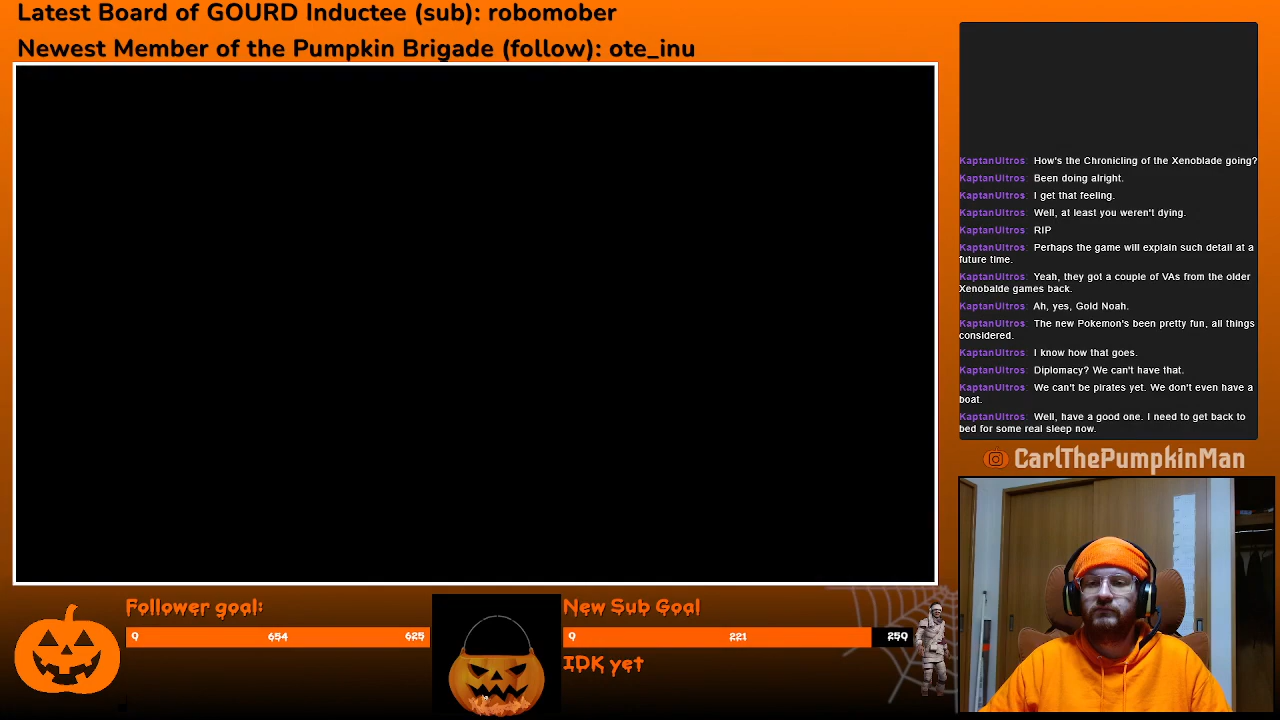 Latest Board of GOURD Inductee (sub): robomober
Newest Member of the Pumpkin Brigade (follow): ote_inu
KaptanUltros: How's the Chronicling of the Xenoblade going?
KaptanUltros: Been doing alright.
KaptanUltros: I get that feeling.
KaptanUltros: Well, at least you weren't dying.
KaptanUltros: RIP
KaptanUltros: Perhaps the game will explain such detail at a
future time.
KaptanUltros: Yeah, they got a couple of VAs from the older
Xenobalde games back.
KaptanUltros: Ah, yes, Gold Noah.
KaptanUltros: The new Pokemon's been pretty fun, all things
considered.
KaptanUltros: I know how that goes.
KaptanUltros: Diplomacy? We can't have that.
KaptanUltros: We can't be pirates yet. We don't even have a
boat.
KaptanUltros: Well, have a good one. I need to get back to
bed for some real sleep now.
CarlThePumpkinMan
Follower goal:
0 654 625
New Sub Goal
0 221 250
IDK yet